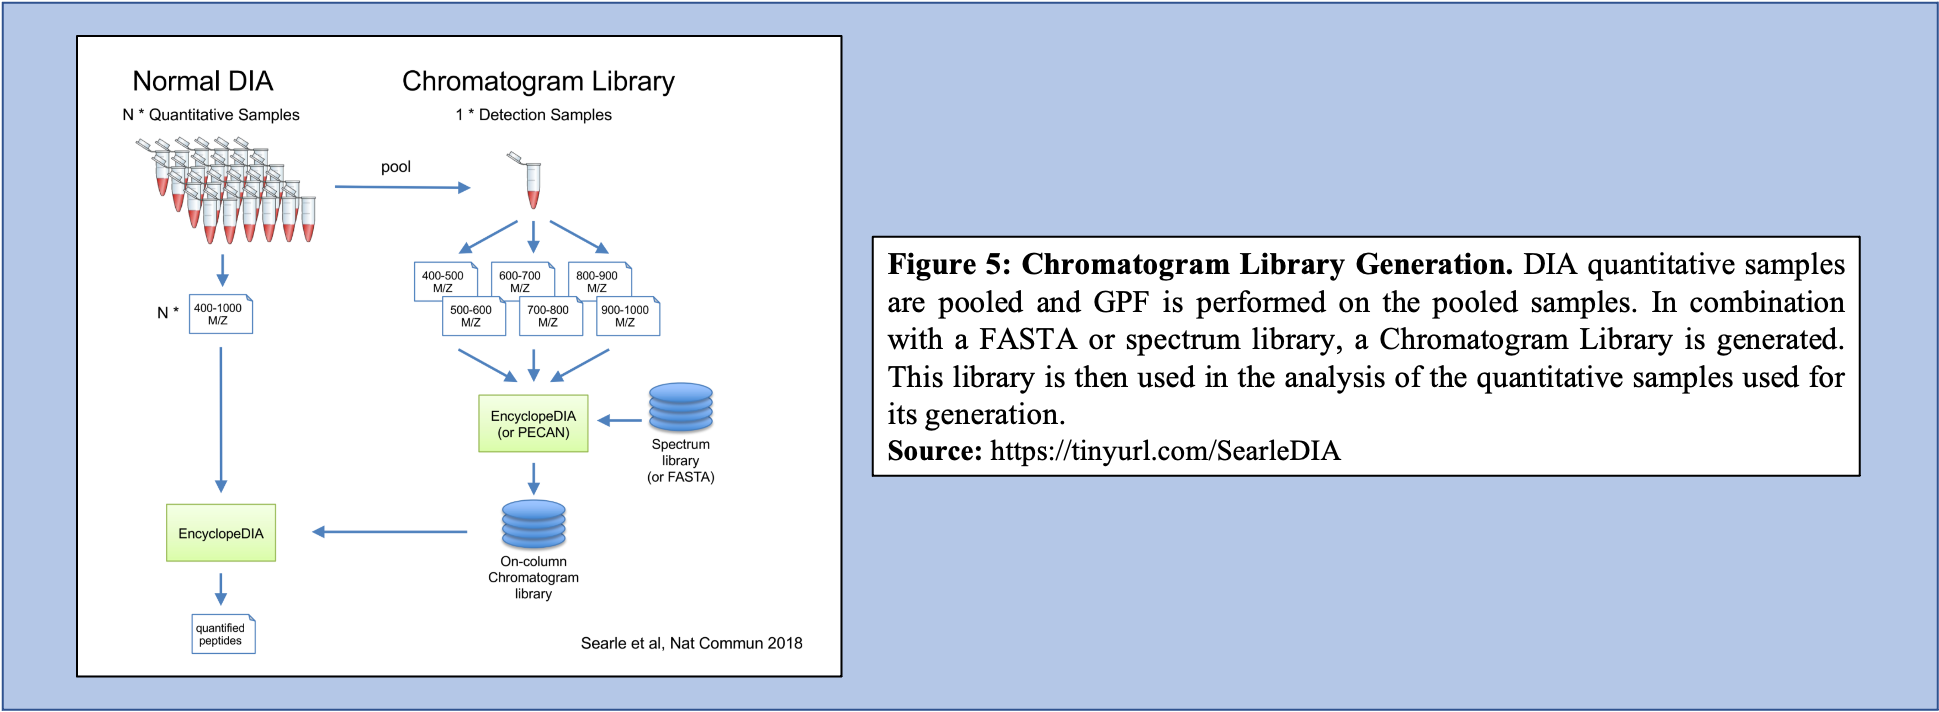 Normal DIA
N * Quantitative Samples
Chromatogram Library
1 * Detection Samples
pool
N *
400-1000
M/Z
400-500
M/Z
600-700
M/Z
800-900
M/Z
500-600
M/Z
700-800
M/Z
900-1000
M/Z
EncyclopeDIA
(or PECAN)
Spectrum
library
(or FASTA)
EncyclopeDIA
On-column
Chromatogram
library
quantified
peptides
Searle et al, Nat Commun 2018
Figure 5: Chromatogram Library Generation. DIA quantitative samples
are pooled and GPF is performed on the pooled samples. In combination
with a FASTA or spectrum library, a Chromatogram Library is generated.
This library is then used in the analysis of the quantitative samples used for
its generation.
Source: https://tinyurl.com/SearleDIA